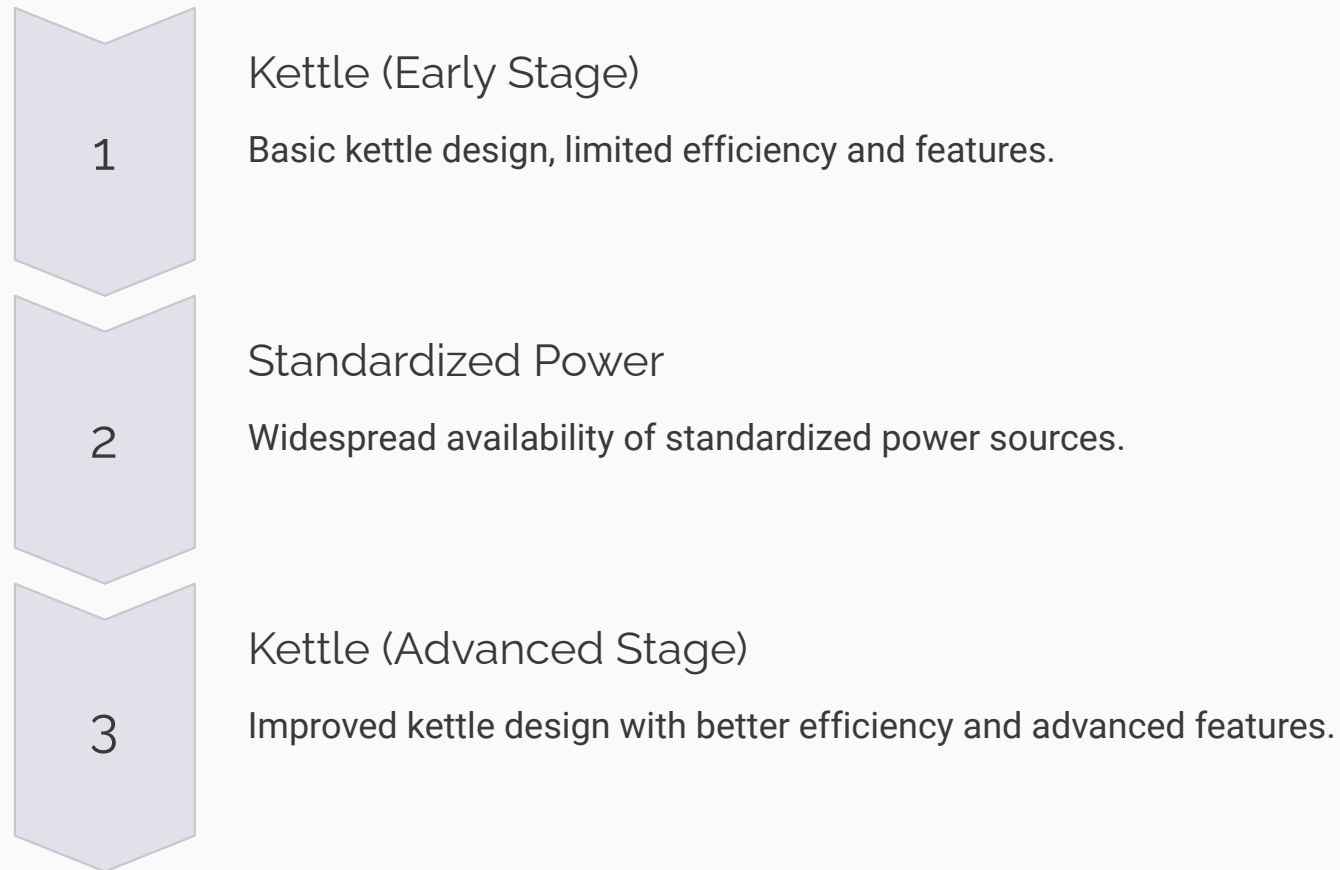 1
Kettle (Early Stage)
Basic kettle design, limited efficiency and features.
2
Standardized Power
Widespread availability of standardized power sources.
3
Kettle (Advanced Stage)
Improved kettle design with better efficiency and advanced features.